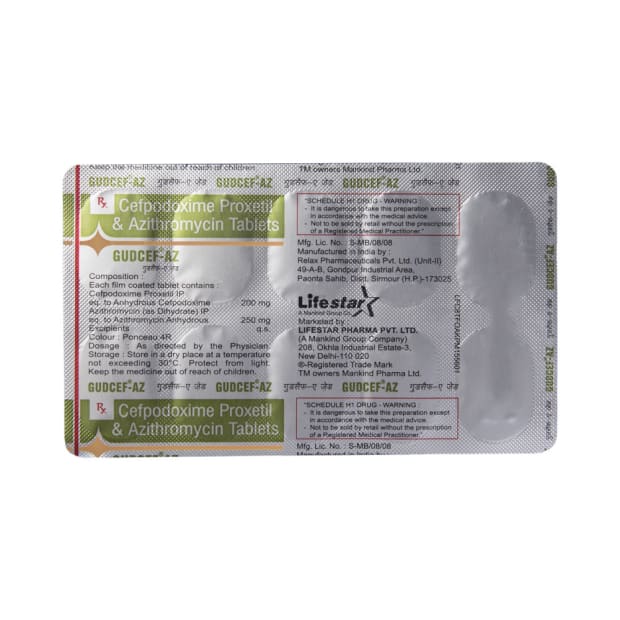 Keep the medicine out of reach of children.
TM owners Mankind Pharma Ltd.
GUDCEF®-AZ गुडसैफ-ए जेड GUDCEF®-AZ गुडसैफ-ए जेड GUDCEF®-AZ गुडसैफ-ए जेड
Rx
Cefpodoxime Proxetil
& Azithromycin Tablets
GUDCEF®-AZ
गुडसैफ-ए जेड
Composition :
Each film coated tablet contains :
Cefpodoxime Proxetil IP
eq. to Anhydrous Cefpodoxime 200 mg
Azithromycin (as Dihydrate) IP
eq. to Azithromycin Anhydrous 250 mg
Excipients q.s.
Colour : Ponceau 4R
Dosage : As directed by the Physician.
Storage : Store in a dry place at a temperature
not exceeding 30°C. Protect from light.
Keep the medicine out of reach of children.
"SCHEDULE H1 DRUG - WARNING :
- It is dangerous to take this preparation except
in accordance with the medical advice.
- Not to be sold by retail without the prescription
of a Registered Medical Practitioner."
Mfg. Lic. No. : S-MB/08/08
Manufactured in India by :
Relax Pharmaceuticals Pvt. Ltd. (Unit-II)
49-A-B, Gondpur Industrial Area,
Paonta Sahib, Distt. Sirmour (H.P.)-173025
Lifestar
A Mankind Group Co.
Marketed by :
LIFESTAR PHARMA PVT. LTD.
(A Mankind Group Company)
208, Okhla Industrial Estate-3,
New Delhi-110 020
®-Registered Trade Mark
TM owners Mankind Pharma Ltd.
GUDCEF®-AZ गुडसैफ-ए जेड GUDCEF®-AZ गुडसैफ-ए जेड GUDCEF®-AZ गुडसैफ-ए जेड
Rx
Cefpodoxime Proxetil
& Azithromycin Tablets
GUDCEF®-AZ
"SCHEDULE H1 DRUG - WARNING :
- It is dangerous to take this preparation except
in accordance with the medical advice.
- Not to be sold by retail without the prescription
of a Registered Medical Practitioner."
Mfg. Lic. No. : S-MB/08/08
Manufactured in India by :